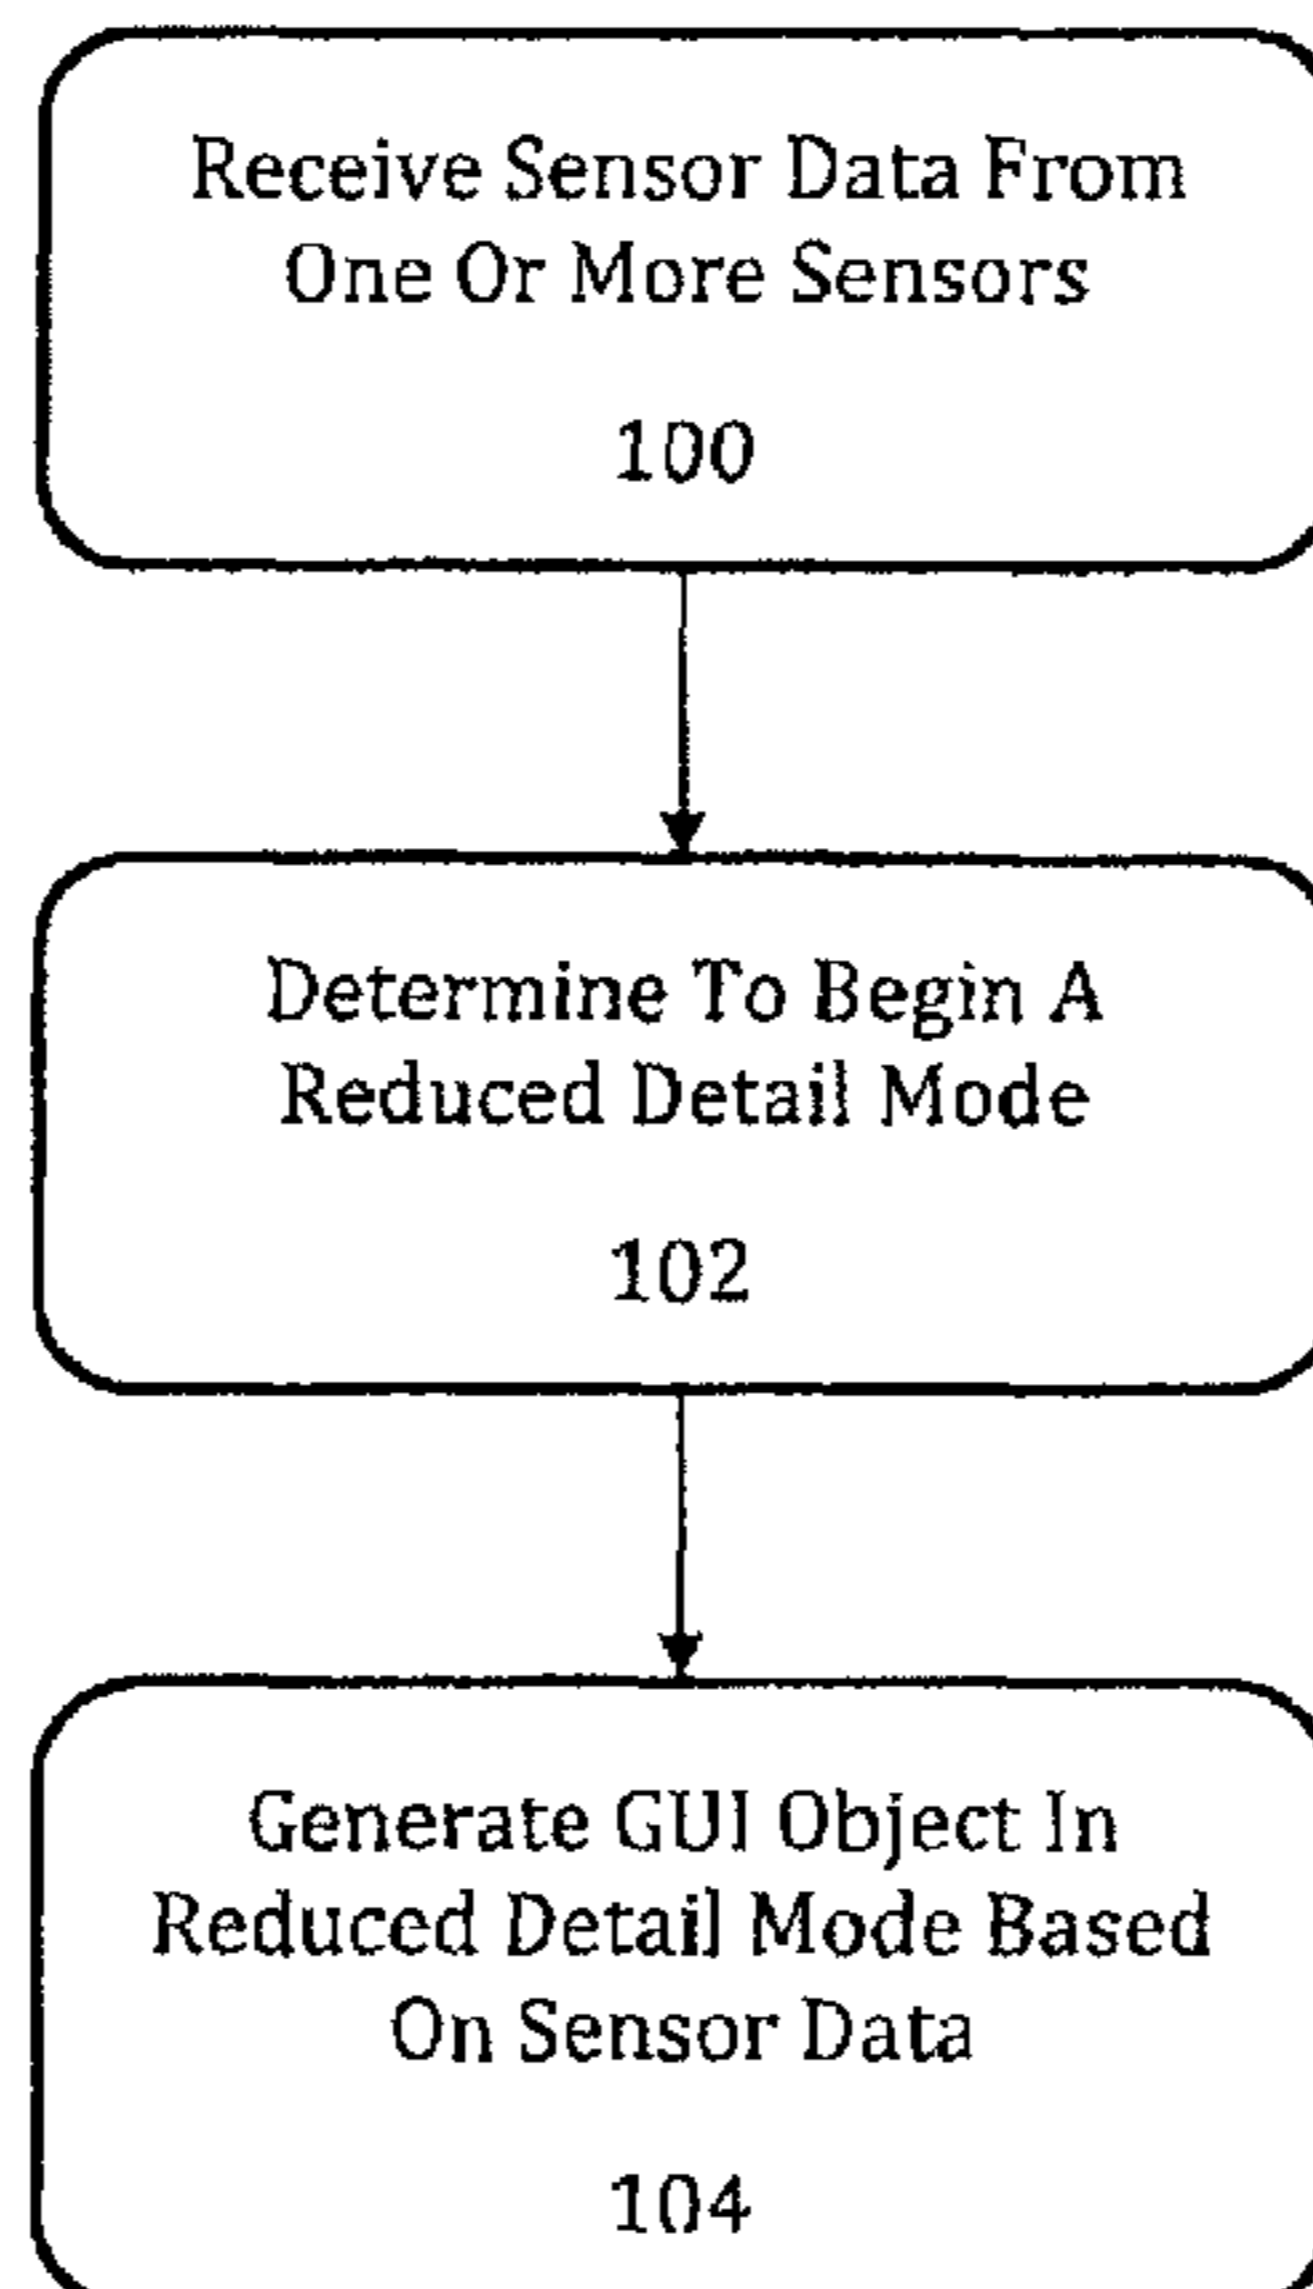 Receive Sensor Data From
One Or More Sensors
100
Determine To Begin A
Reduced Detail Mode
102
Generate GUI Object In
Reduced Detail Mode Based
On Sensor Data
104